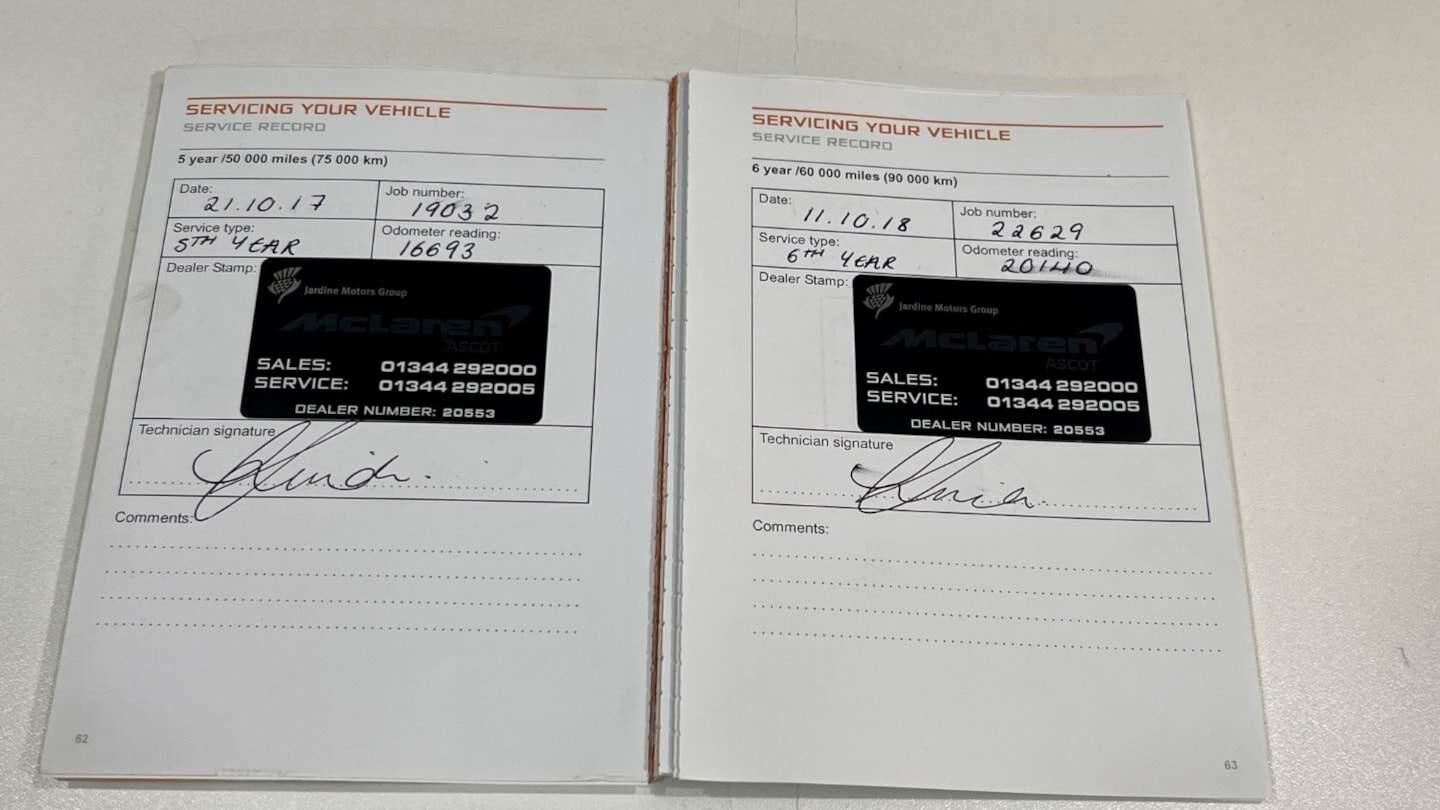 SERVICING YOUR VEHICLE
SERVICE RECORD
5 year /50 000 miles (75 000 km)
Date: 21.10.17
Job number: 19032
Service type: 5TH YEAR
Odometer reading: 16693
Dealer Stamp:
Jardine Motors Group
McLaren
ASCOT
SALES: 01344 292000
SERVICE: 01344 292005
DEALER NUMBER: 20553
Technician signature
Comments:
62
SERVICING YOUR VEHICLE
SERVICE RECORD
6 year /60 000 miles (90 000 km)
Date: 11.10.18
Job number: 22629
Service type: 6TH YEAR
Odometer reading: 20140
Dealer Stamp:
Jardine Motors Group
McLaren
ASCOT
SALES: 01344 292000
SERVICE: 01344 292005
DEALER NUMBER: 20553
Technician signature
Comments:
63